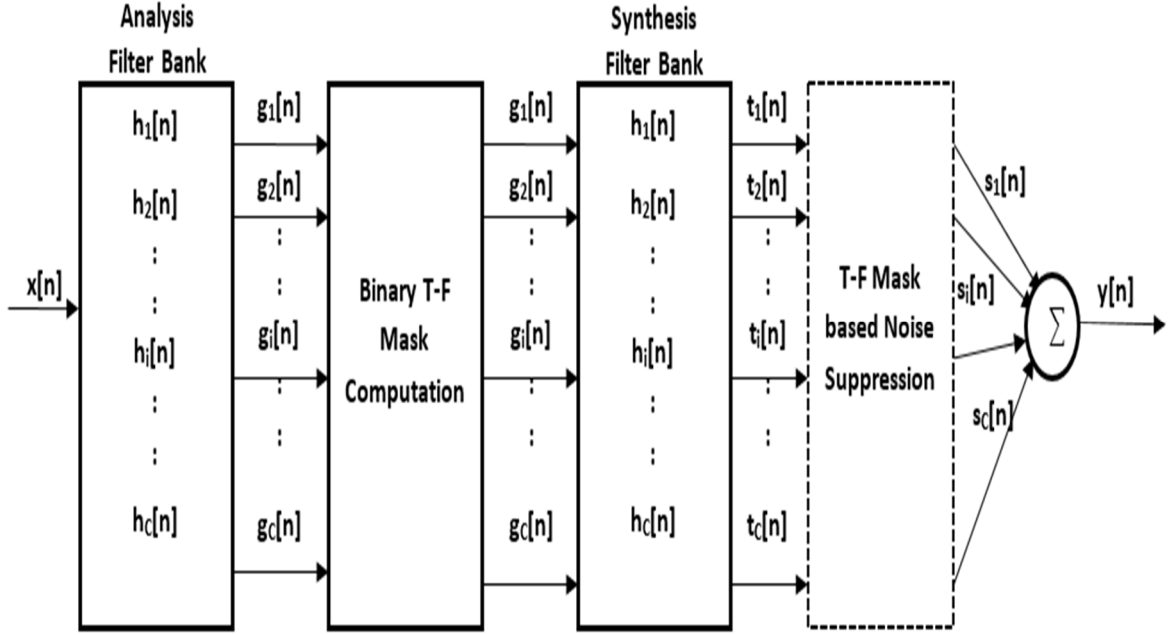 Analysis
Filter Bank
Synthesis
Filter Bank
x[n]
h1[n]
h2[n]
hi[n]
hC[n]
g1[n]
g2[n]
gi[n]
gC[n]
Binary T-F
Mask
Computation
g1[n]
g2[n]
gi[n]
gC[n]
h1[n]
h2[n]
hi[n]
hC[n]
t1[n]
t2[n]
ti[n]
tC[n]
T-F Mask
based Noise
Suppression
s1[n]
si[n]
sC[n]
Σ
y[n]